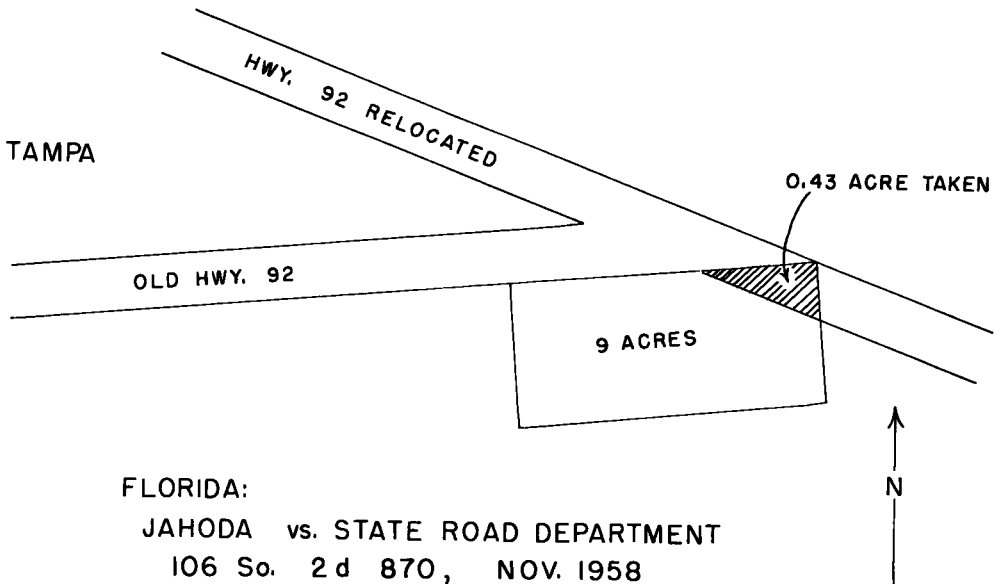 HWY. 92 RELOCATED
TAMPA
0.43 ACRE TAKEN
OLD HWY. 92
9 ACRES
N
FLORIDA:
JAHODA vs. STATE ROAD DEPARTMENT
106 So. 2d 870, NOV. 1958